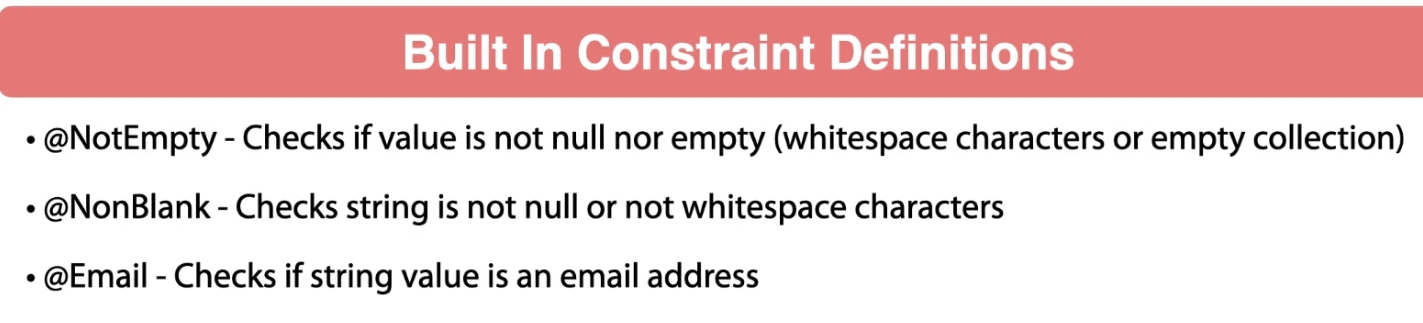 Built In Constraint Definitions
• @NotEmpty - Checks if value is not null nor empty (whitespace characters or empty collection)
• @NonBlank - Checks string is not null or not whitespace characters
• @Email - Checks if string value is an email address